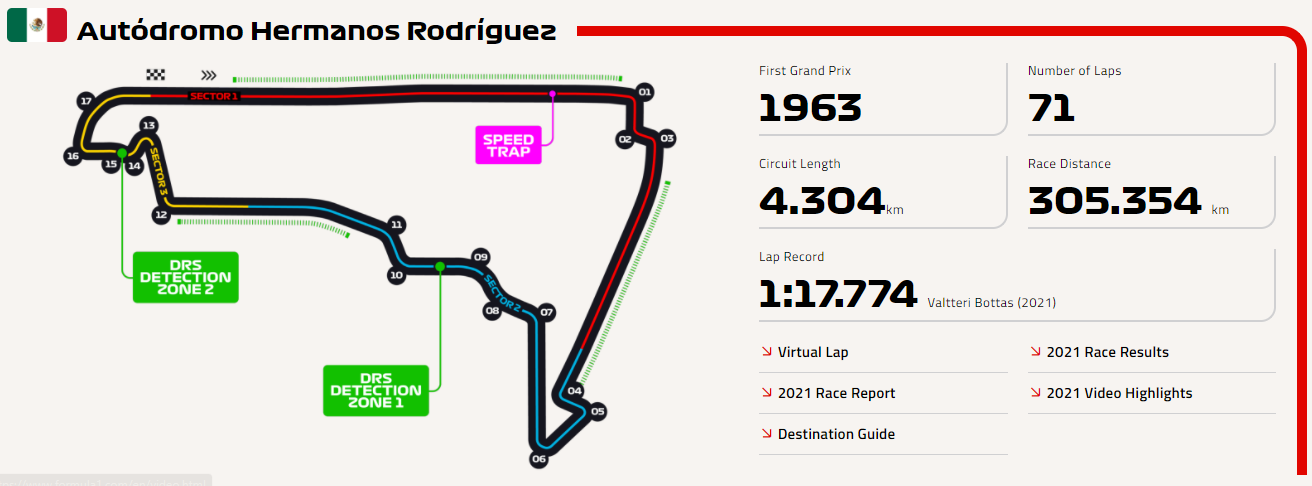 Autódromo Hermanos Rodríguez
SECTOR 1
17
01
13
SPEED
TRAP
02
03
16
15
14
SECTOR 3
12
11
DRS
DETECTION
ZONE 2
10
09
SECTOR 2
08
07
DRS
DETECTION
ZONE 1
04
05
06
First Grand Prix
1963
Number of Laps
71
Circuit Length
4.304km
Race Distance
305.354 km
Lap Record
1:17.774 Valtteri Bottas (2021)
Virtual Lap
2021 Race Results
2021 Race Report
2021 Video Highlights
Destination Guide